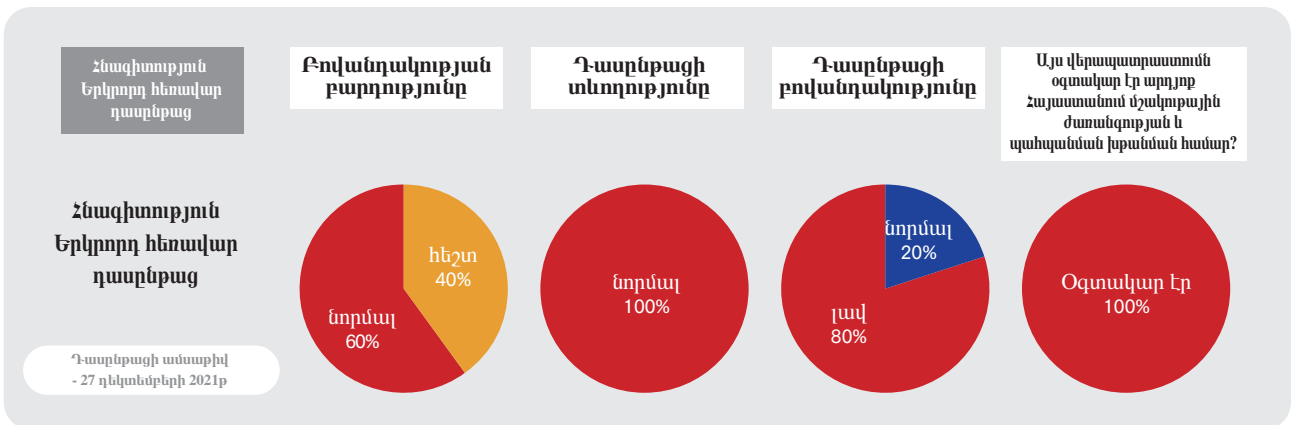 Հնագիտություն
Երկրորդ հեռավար
դասընթաց
Բովանդակության
բարդությունը
Դասընթացի
տևողությունը
Դասընթացի
բովանդակությունը
Այս վերապատրաստումն
օգտակար էր արդյոք
Հայաստանում մշակութային
ժառանգության և
պահպանման խթանման համար?
Հնագիտություն
Երկրորդ հեռավար
դասընթաց
հեշտ
40%
նորմալ
60%
նորմալ
100%
նորմալ
20%
լավ
80%
Օգտակար էր
100%
Դասընթացի ամսաթիվ
- 27 դեկտեմբերի 2021թ